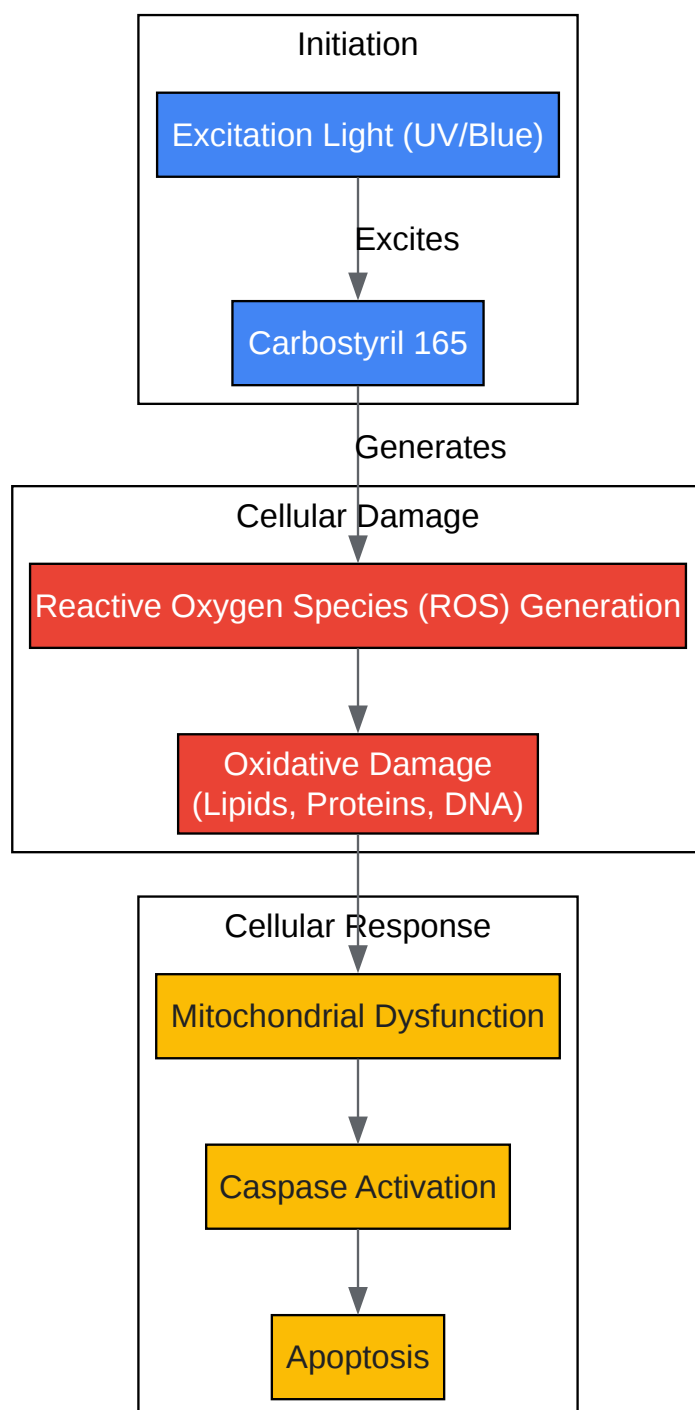 Initiation
Excitation Light (UV/Blue)
Excites
Carbostyril 165
Generates
Cellular Damage
Reactive Oxygen Species (ROS) Generation
Oxidative Damage
(Lipids, Proteins, DNA)
Cellular Response
Mitochondrial Dysfunction
Caspase Activation
Apoptosis